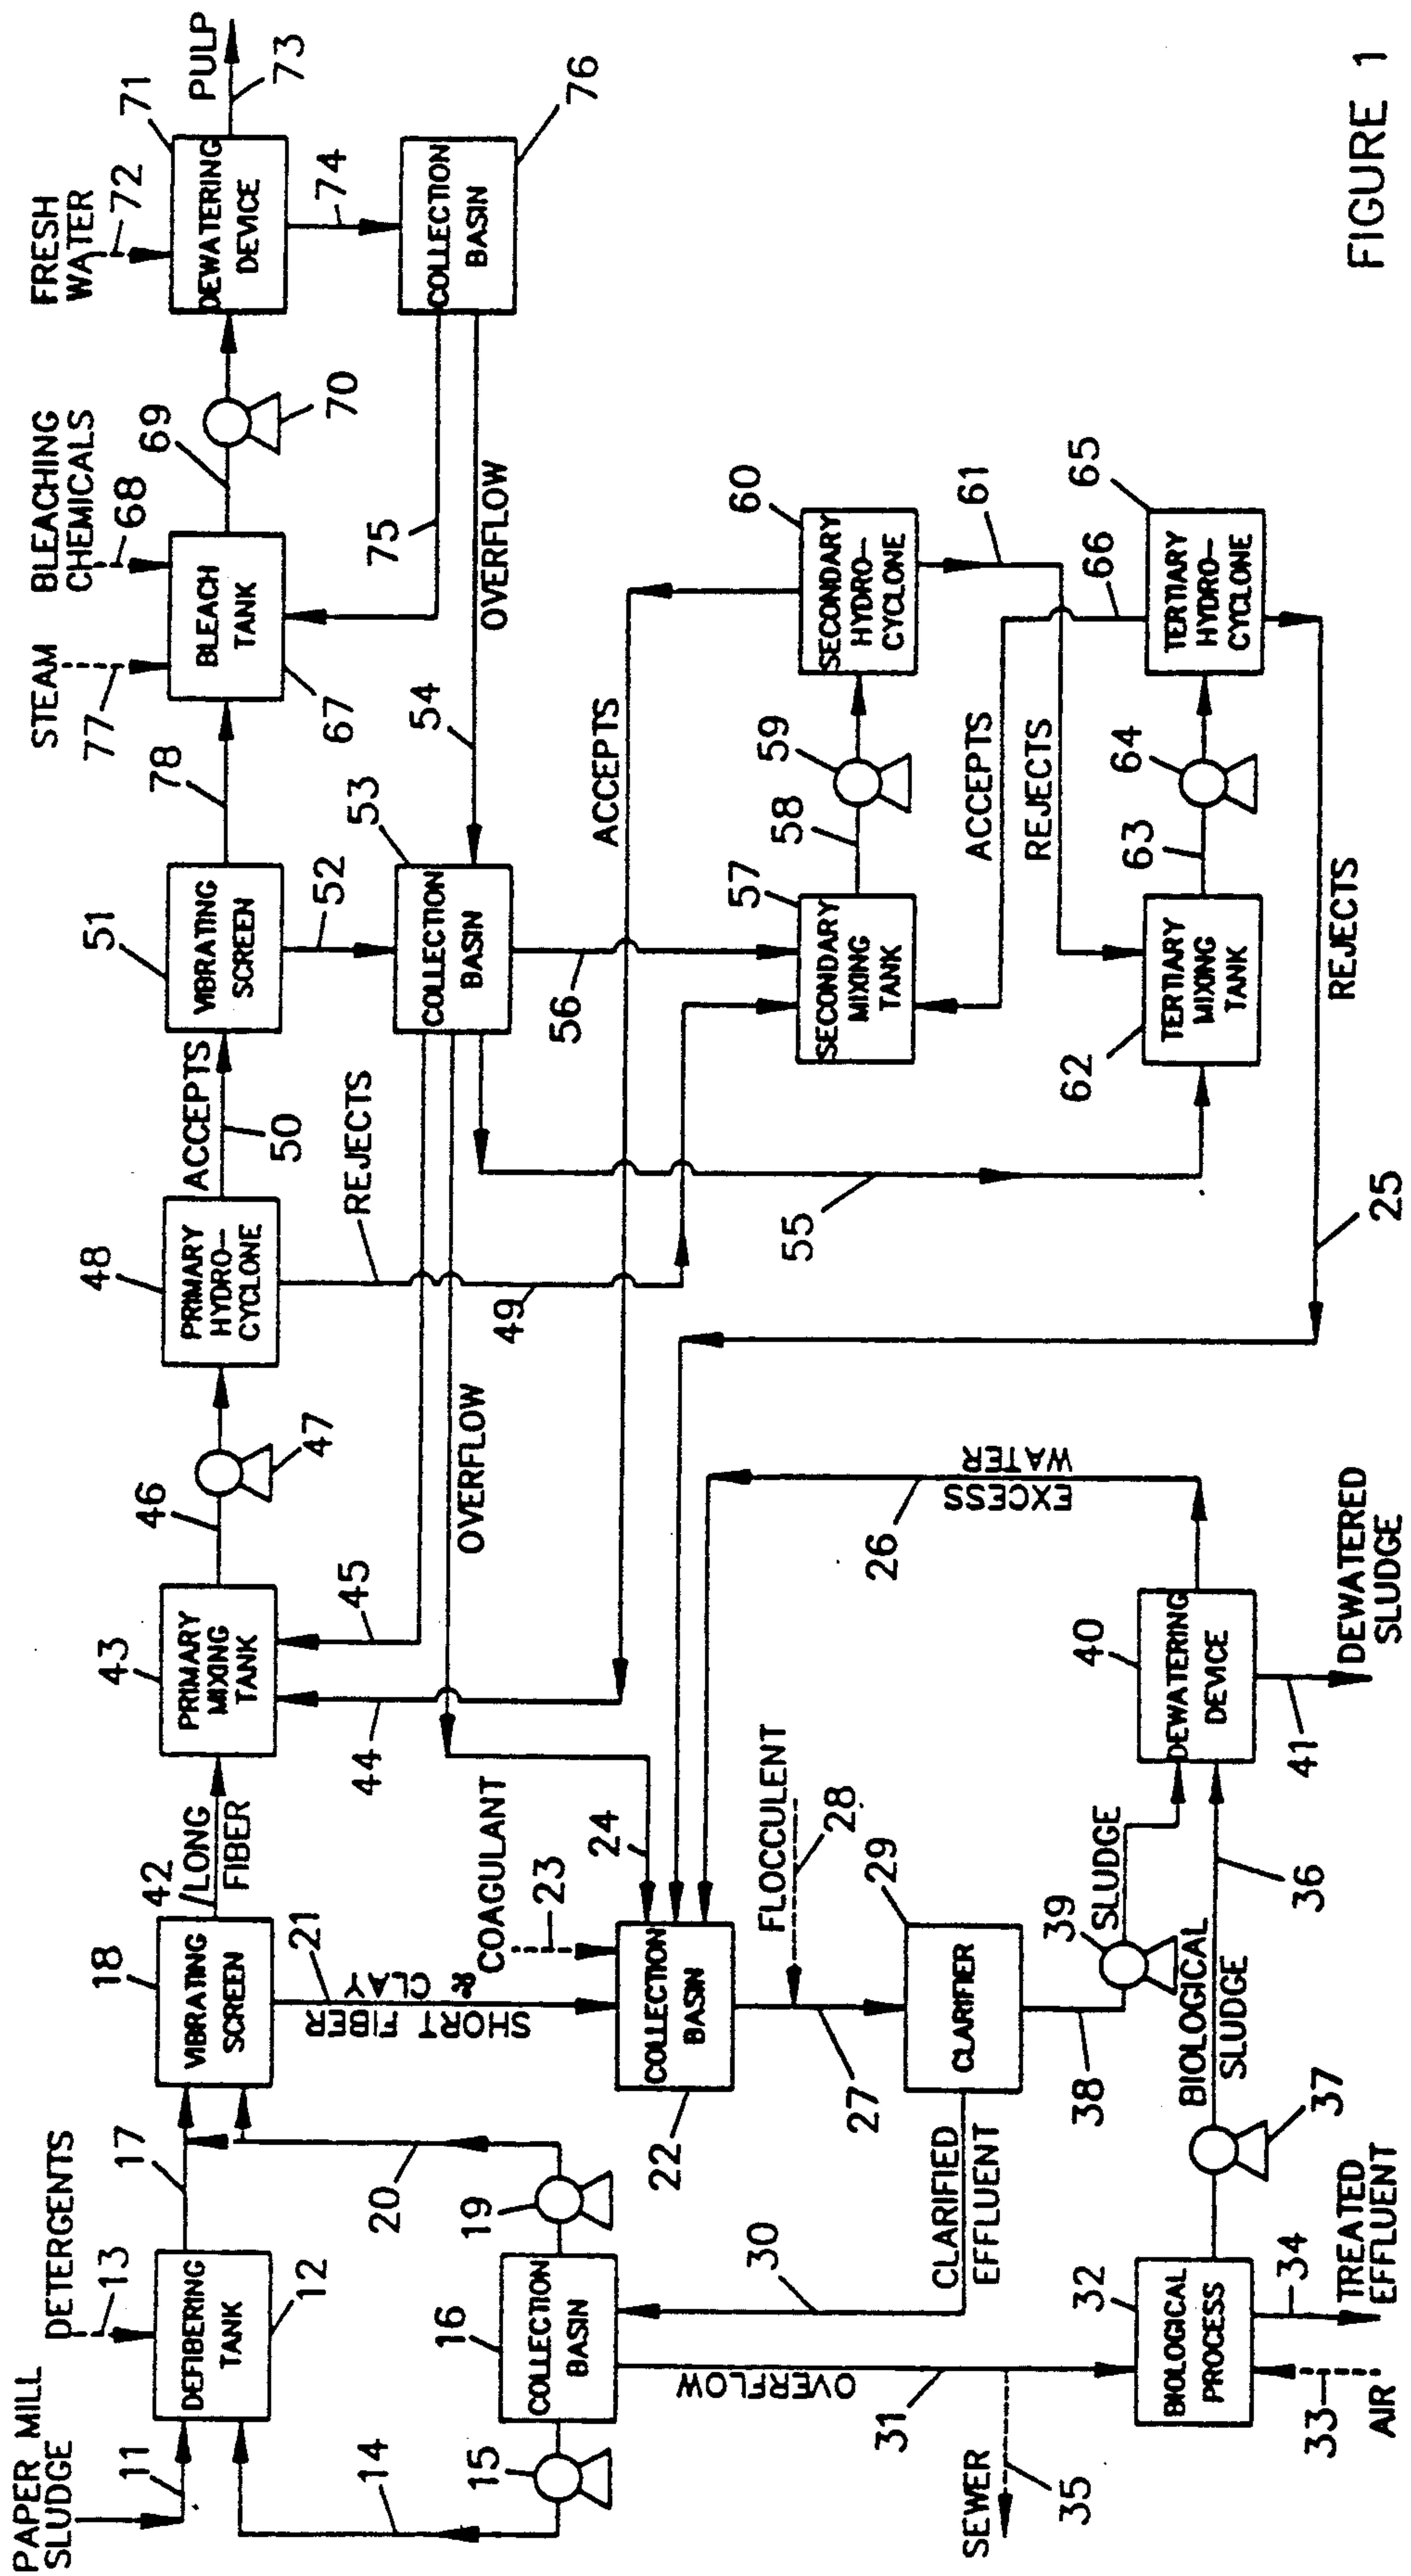 PAPER MILL
SLUDGE
11
DETERGENTS
13
DEFIBERING
TANK
12
14
15
COLLECTION
BASIN
16
17
19
20
VIBRATING
SCREEN
18
42
LONG
FIBER
21
SHORT FIBER
& CLAY
PRIMARY
MIXING
TANK
43
44
45
46
47
PRIMARY
HYDRO-
CYCLONE
48
REJECTS
49
ACCEPTS
50
VIBRATING
SCREEN
51
52
78
STEAM
77
BLEACHING
CHEMICALS
68
BLEACH
TANK
67
69
70
FRESH
WATER
72
DEWATERING
DEVICE
71
PULP
73
74
COLLECTION
BASIN
76
75
OVERFLOW
54
COLLECTION
BASIN
53
OVERFLOW
55
56
ACCEPTS
SECONDARY
MIXING
TANK
57
58
59
SECONDARY
HYDRO-
CYCLONE
60
61
ACCEPTS
REJECTS
TERTIARY
MIXING
TANK
62
63
64
TERTIARY
HYDRO-
CYCLONE
65
66
REJECTS
25
COAGULANT
23
24
COLLECTION
BASIN
22
FLOCCULENT
28
27
CLARIFIER
29
CLARIFIED
EFFLUENT
30
OVERFLOW
31
SEWER
35
BIOLOGICAL
PROCESS
32
33
AIR
34
TREATED
EFFLUENT
37
BIOLOGICAL
SLUDGE
36
38
39
SLUDGE
DEWATERING
DEVICE
40
EXCESS
WATER
26
41
DEWATERED
SLUDGE
FIGURE 1